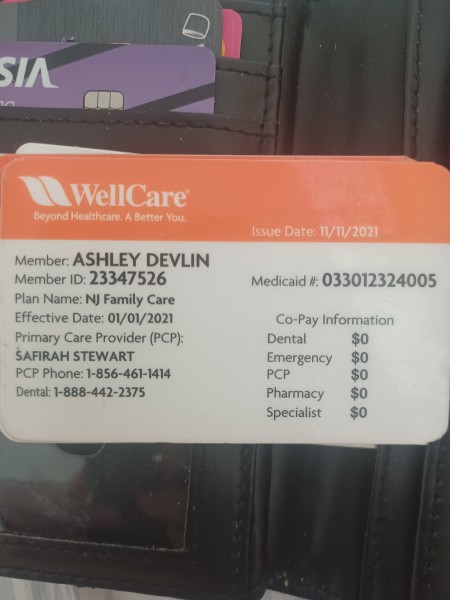 SIA
WellCare®
Beyond Healthcare. A Better You.
Issue Date: 11/11/2021
Member: ASHLEY DEVLIN
Member ID: 23347526
Medicaid #: 033012324005
Plan Name: NJ Family Care
Effective Date: 01/01/2021
Primary Care Provider (PCP):
SAFIRAH STEWART
PCP Phone: 1-856-461-1414
Dental: 1-888-442-2375
Co-Pay Information
Dental $0
Emergency $0
PCP $0
Pharmacy $0
Specialist $0